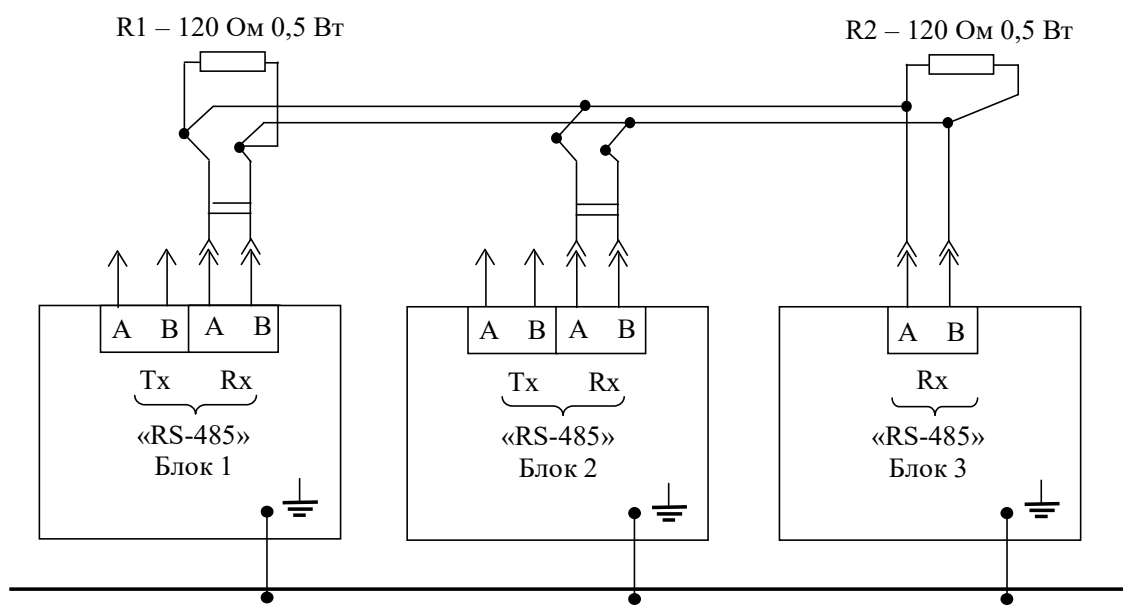 R1 – 120 Ом 0,5 Вт
R2 – 120 Ом 0,5 Вт
A B A B
A B A B
A B
Tx Rx
Tx Rx
Rx
«RS-485»
Блок 1
«RS-485»
Блок 2
«RS-485»
Блок 3